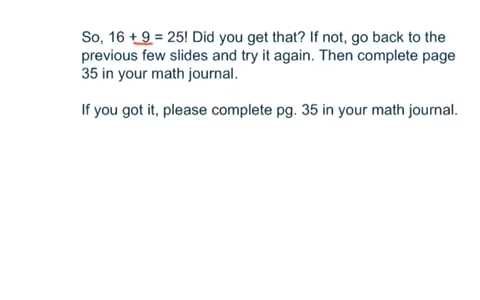 So, 16 + 9 = 25! Did you get that? If not, go back to the
previous few slides and try it again. Then complete page
35 in your math journal.
If you got it, please complete pg. 35 in your math journal.